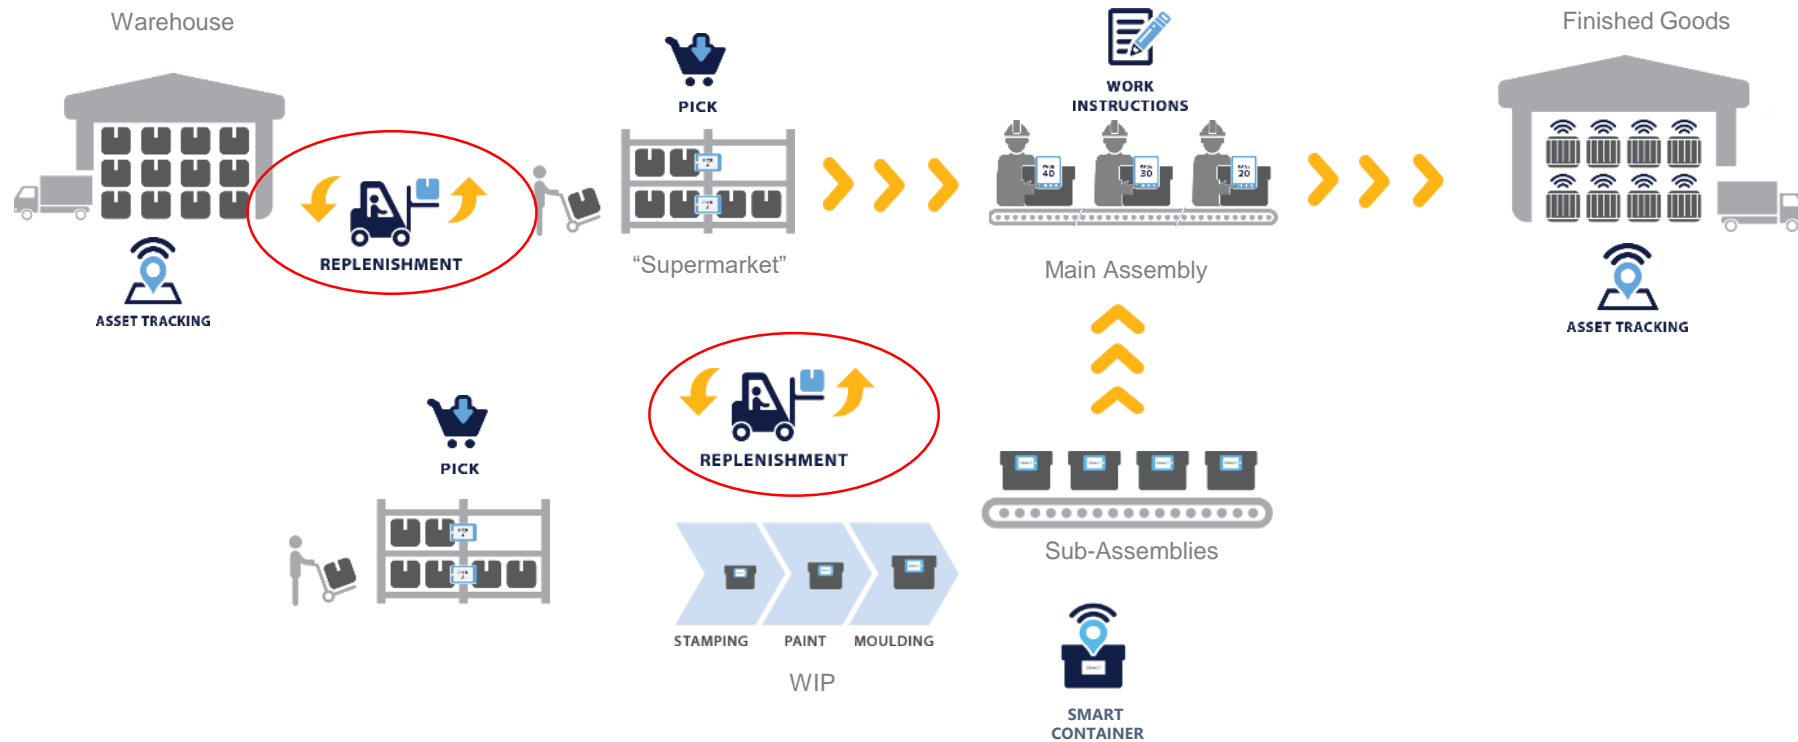 Warehouse
Finished Goods
PICK
WORK
INSTRUCTIONS
REPLENISHMENT
"Supermarket"
Main Assembly
ASSET TRACKING
ASSET TRACKING
PICK
REPLENISHMENT
Sub-Assemblies
STAMPING PAINT MOULDING
WIP
SMART
CONTAINER